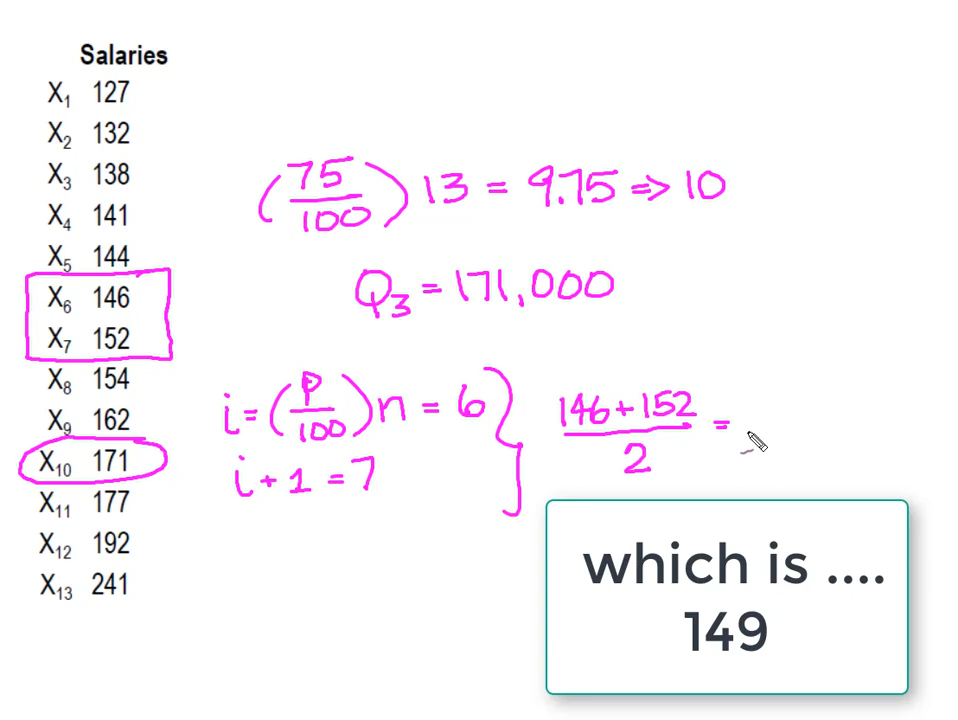 Salaries
X1 127
X2 132
X3 138
X4 141
X5 144
X6 146
X7 152
X8 154
X9 162
X10 171
X11 177
X12 192
X13 241
(75/100) 13 = 9.75 => 10
Q3 = 171,000
i = (p/100) n = 6
i + 1 = 7
146 + 152 / 2 =
which is ....
149